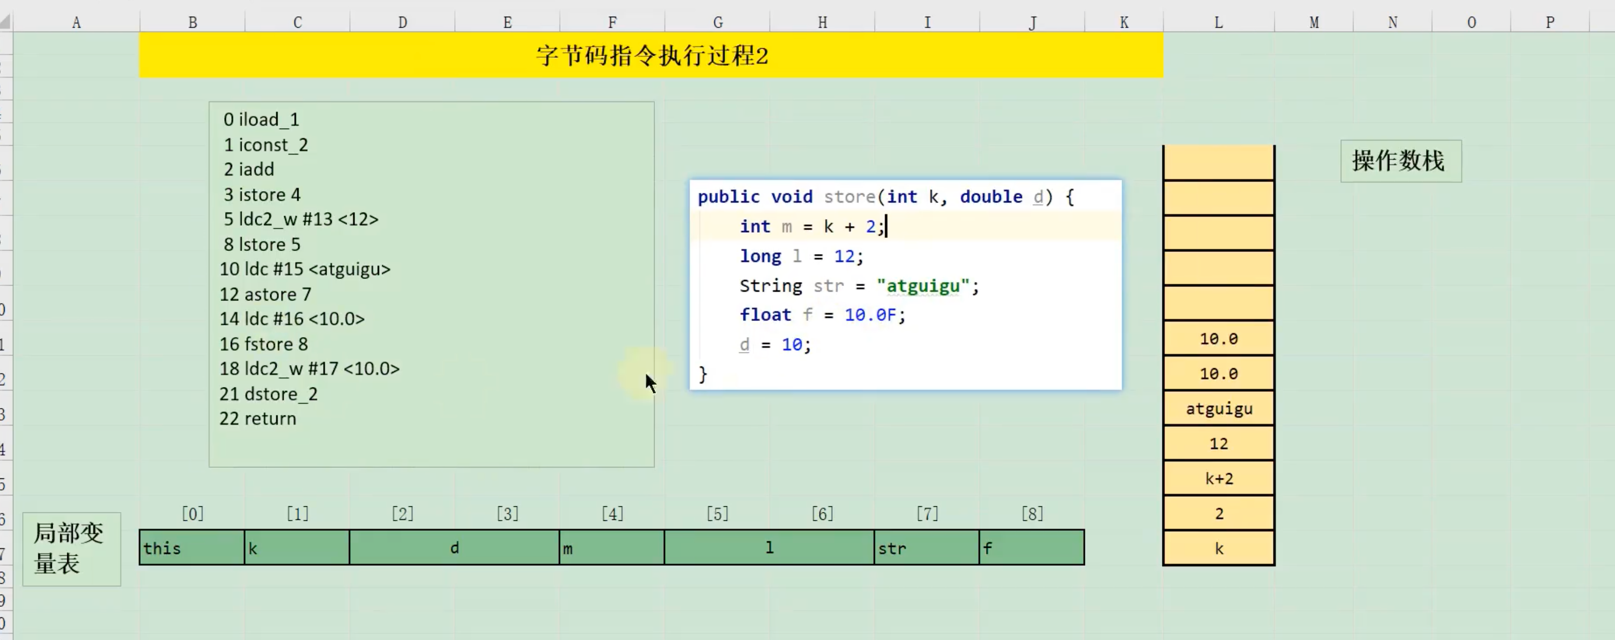 A B C D E F G H I J K L M N O P
字节码指令执行过程2
0 iload_1
1 iconst_2
2 iadd
3 istore 4
5 ldc2_w #13 <12>
8 lstore 5
10 ldc #15 <atguigu>
12 astore 7
14 ldc #16 <10.0>
16 fstore 8
18 ldc2_w #17 <10.0>
21 dstore_2
22 return
public void store(int k, double d) {
int m = k + 2;
long l = 12;
String str = "atguigu";
float f = 10.0F;
d = 10;
}
操作数栈
10.0
10.0
atguigu
12
k+2
2
k
局部变
量表
[0] [1] [2] [3] [4] [5] [6] [7] [8]
this k d m l str f